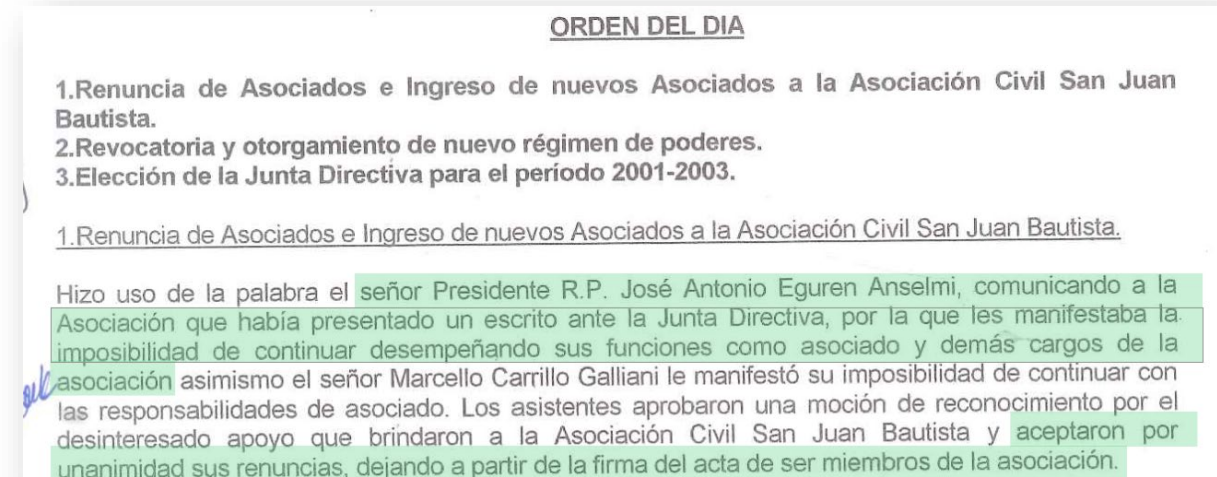 ORDEN DEL DIA
1.Renuncia de Asociados e Ingreso de nuevos Asociados a la Asociación Civil San Juan
Bautista.
2.Revocatoria y otorgamiento de nuevo régimen de poderes.
3.Elección de la Junta Directiva para el período 2001-2003.
1.Renuncia de Asociados e Ingreso de nuevos Asociados a la Asociación Civil San Juan Bautista.
Hizo uso de la palabra el señor Presidente R.P. José Antonio Eguren Anselmi, comunicando a la
Asociación que había presentado un escrito ante la Junta Directiva, por la que les manifestaba la
imposibilidad de continuar desempeñando sus funciones como asociado y demás cargos de la
asociación asimismo el señor Marcello Carrillo Galliani le manifestó su imposibilidad de continuar con
las responsabilidades de asociado. Los asistentes aprobaron una moción de reconocimiento por el
desinteresado apoyo que brindaron a la Asociación Civil San Juan Bautista y aceptaron por
unanimidad sus renuncias, dejando a partir de la firma del acta de ser miembros de la asociación.